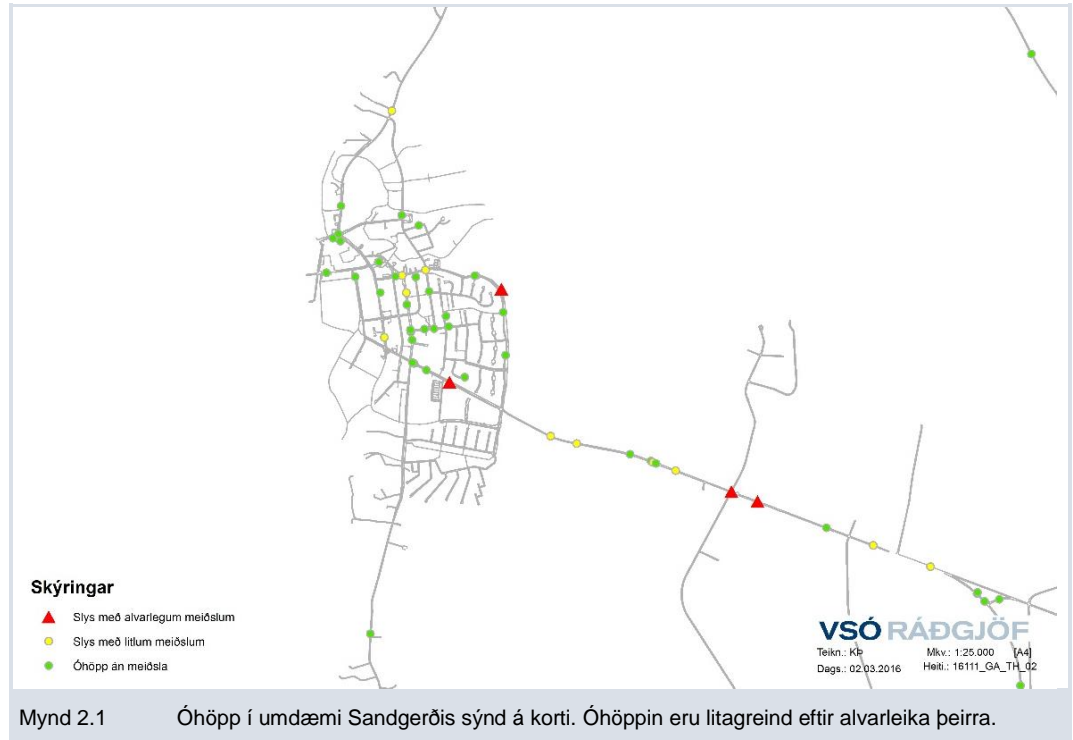 Skýringar
Slys með alvarlegum meiðslum
Slys með litlum meiðslum
Óhöpp án meiðsla
VSÓ RÁÐGJÖF
Teikn.: KÞ Mkv.: 1:25.000 [A4]
Dags.: 02.03.2016 Heiti.: 16111_GA_TH_02
Mynd 2.1 Óhöpp í umdæmi Sandgerðis sýnd á korti. Óhöppin eru litagreind eftir alvarleika þeirra.